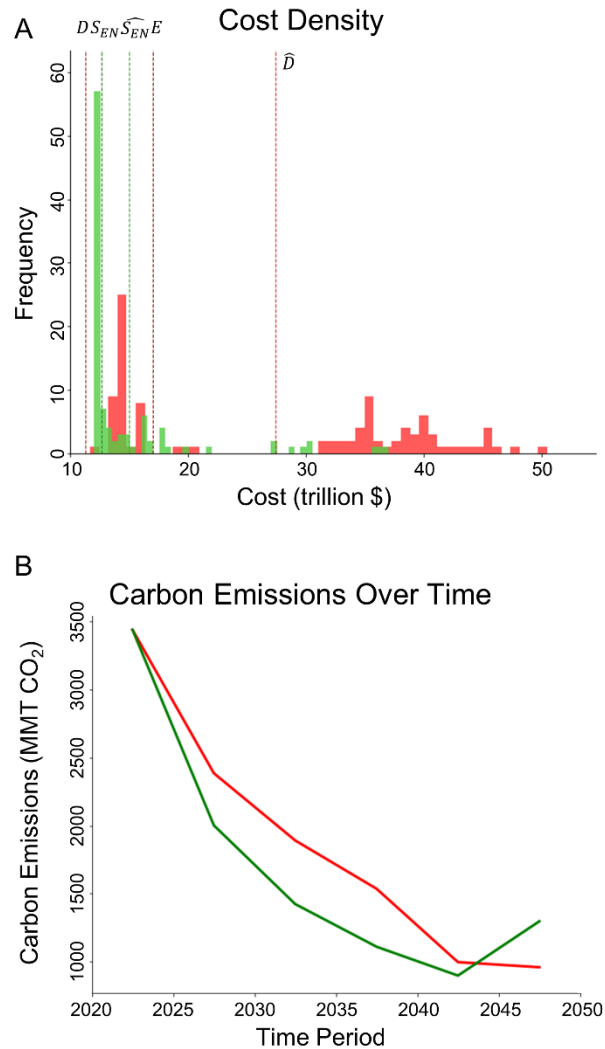 A
Cost Density
D S_EN \widehat{S_EN} E
D̂
Frequency
0 10 20 30 40 50 60
10 20 30 40 50
Cost (trillion $)
B
Carbon Emissions Over Time
Carbon Emissions (MMT CO₂)
1000 1500 2000 2500 3000 3500
2020 2025 2030 2035 2040 2045 2050
Time Period